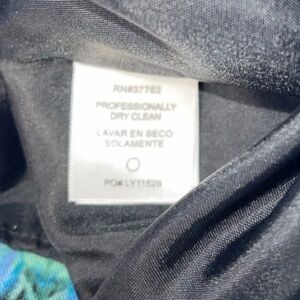 RN#37763
PROFESSIONALLY
DRY CLEAN
LAVAR EN SECO
SOLAMENTE
PO# LY11529